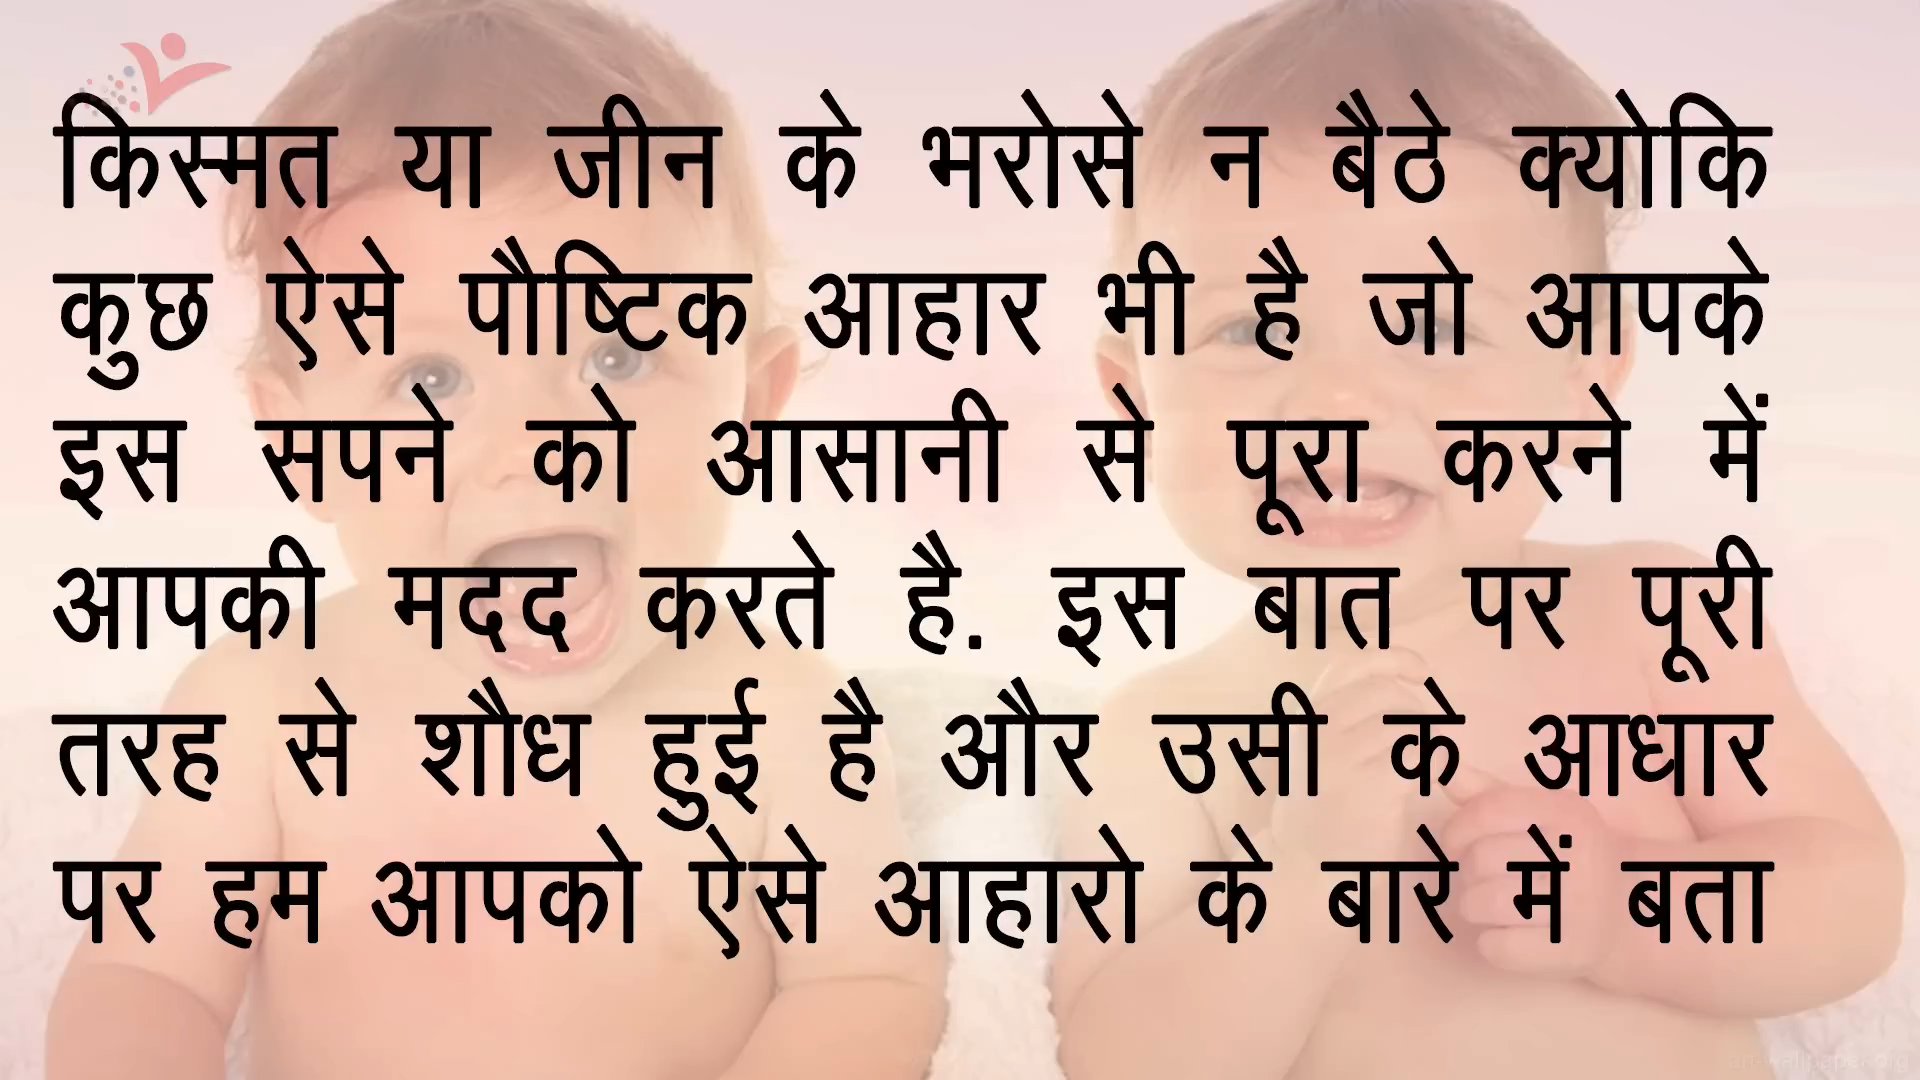 किस्मत या जीन के भरोसे न बैठे क्योकि
कुछ ऐसे पौष्टिक आहार भी है जो आपके
इस सपने को आसानी से पूरा करने में
आपकी मदद करते है. इस बात पर पूरी
तरह से शौध हुई है और उसी के आधार
पर हम आपको ऐसे आहारो के बारे में बता